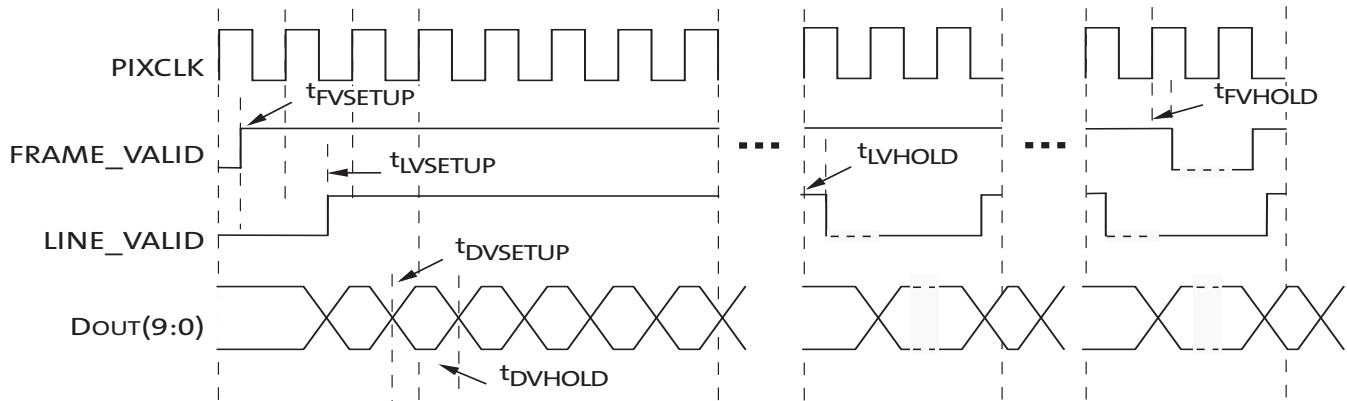 PIXCLK
tFVSETUP
tFVHOLD
FRAME_VALID
tLVSETUP
tLVHOLD
LINE_VALID
tDVSETUP
DOUT(9:0)
tDVHOLD